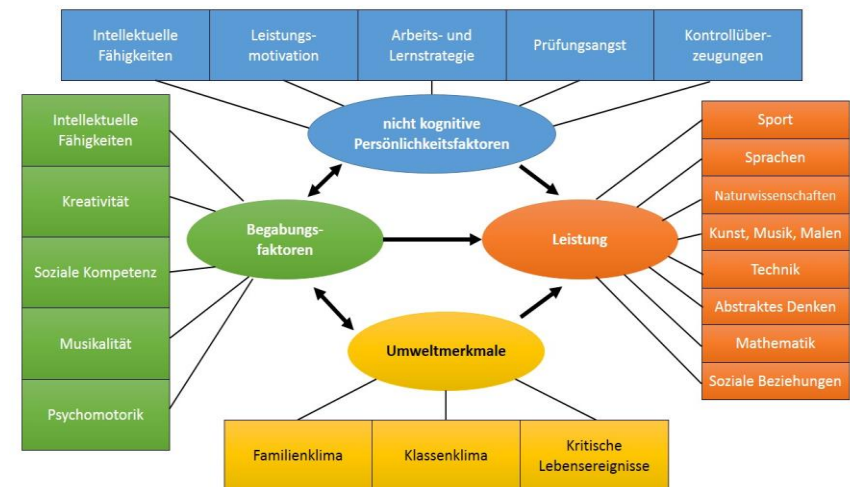 Intellektuelle
Fähigkeiten
Leistungs-
motivation
Arbeits- und
Lernstrategie
Prüfungsangst
Kontrollüber-
zeugungen
nicht kognitive
Persönlichkeitsfaktoren
Intellektuelle
Fähigkeiten
Kreativität
Soziale Kompetenz
Musikalität
Psychomotorik
Begabungs-
faktoren
Leistung
Sport
Sprachen
Naturwissenschaften
Kunst, Musik, Malen
Technik
Abstraktes Denken
Mathematik
Soziale Beziehungen
Umweltmerkmale
Familienklima
Klassenklima
Kritische
Lebensereignisse